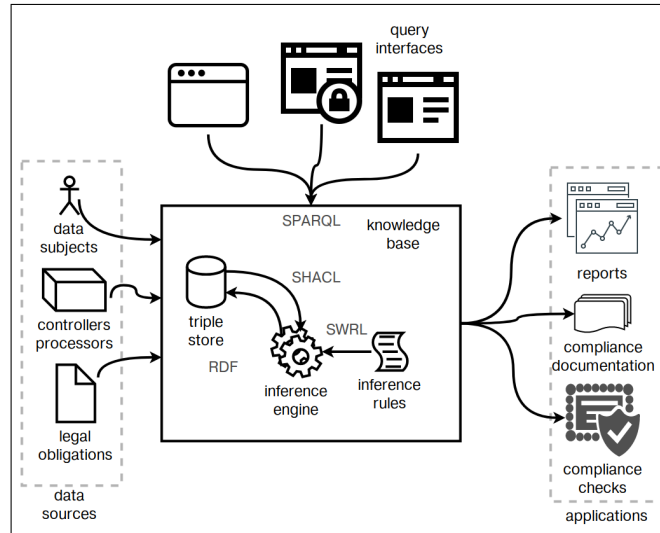 query
interfaces
data
subjects
controllers
processors
legal
obligations
data
sources
SPARQL
knowledge
base
SHACL
triple
store
SWRL
RDF
inference
engine
inference
rules
reports
compliance
documentation
compliance
checks
applications